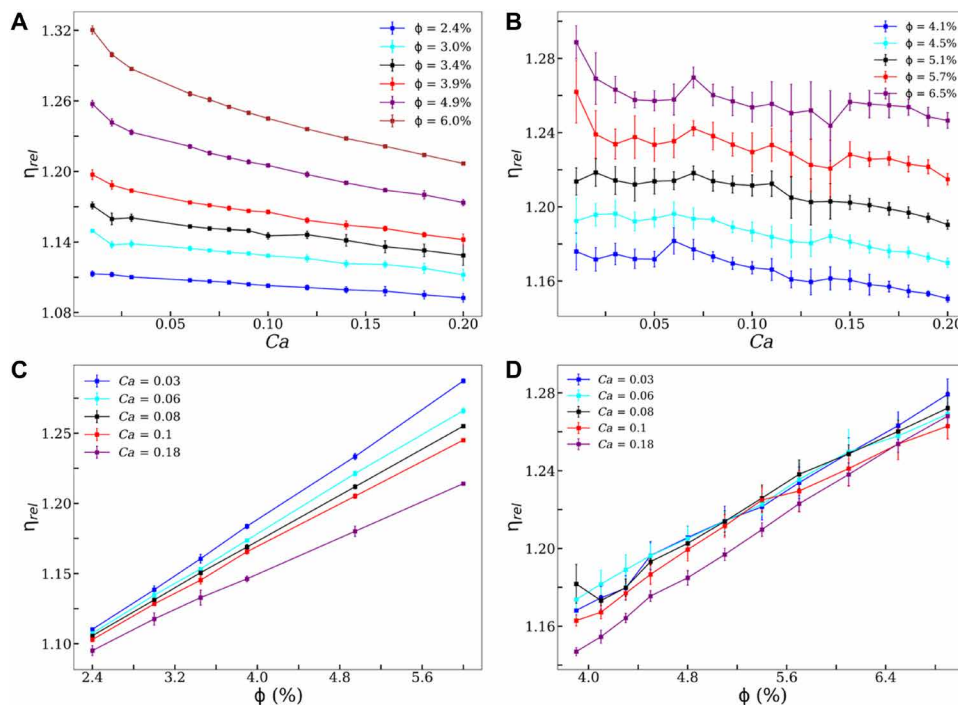 A
1.32
1.26
1.20
1.14
1.08
η_rel
ϕ = 2.4%
ϕ = 3.0%
ϕ = 3.4%
ϕ = 3.9%
ϕ = 4.9%
ϕ = 6.0%
0.05
0.10
0.15
0.20
Ca
B
1.28
1.24
1.20
1.16
η_rel
ϕ = 4.1%
ϕ = 4.5%
ϕ = 5.1%
ϕ = 5.7%
ϕ = 6.5%
0.05
0.10
0.15
0.20
Ca
C
1.25
1.20
1.15
1.10
η_rel
Ca = 0.03
Ca = 0.06
Ca = 0.08
Ca = 0.1
Ca = 0.18
2.4
3.2
4.0
4.8
5.6
ϕ (%)
D
1.28
1.24
1.20
1.16
η_rel
Ca = 0.03
Ca = 0.06
Ca = 0.08
Ca = 0.1
Ca = 0.18
4.0
4.8
5.6
6.4
ϕ (%)